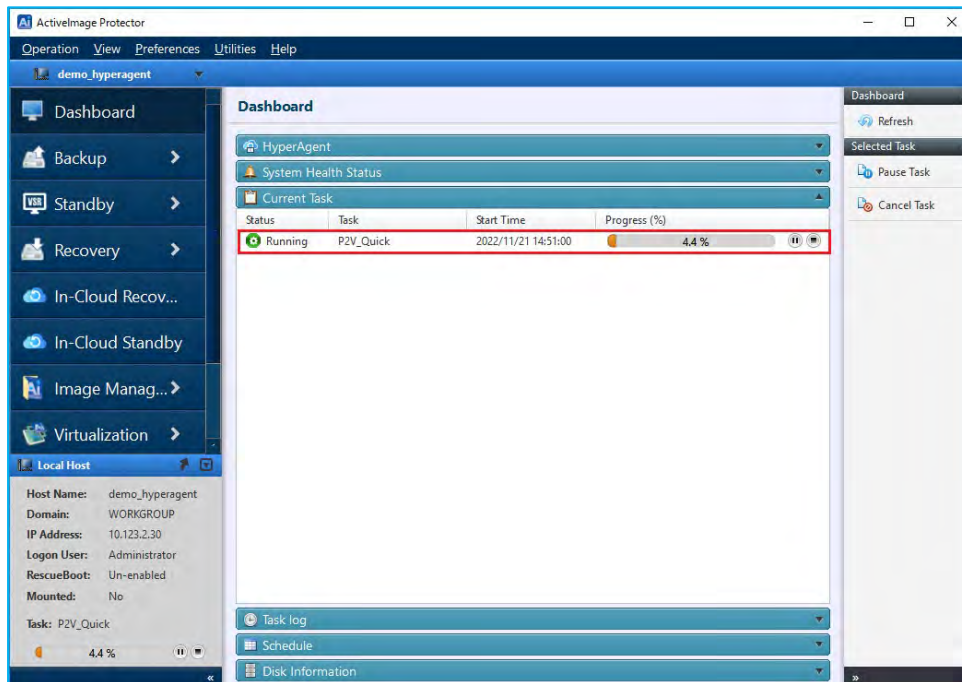 ActiveImage Protector
Operation View Preferences Utilities Help
demo_hyperagent
Dashboard
Backup
Standby
Recovery
In-Cloud Recov...
In-Cloud Standby
Image Manag...
Virtualization
Local Host
Host Name: demo_hyperagent
Domain: WORKGROUP
IP Address: 10.123.2.30
Logon User: Administrator
RescueBoot: Un-enabled
Mounted: No
Task: P2V_Quick
4.4 %
«
Dashboard
HyperAgent
System Health Status
Current Task
Status Task Start Time Progress (%)
Running P2V_Quick 2022/11/21 14:51:00 4.4 %
Task log
Schedule
Disk Information
Dashboard
Refresh
Selected Task
Pause Task
Cancel Task
»